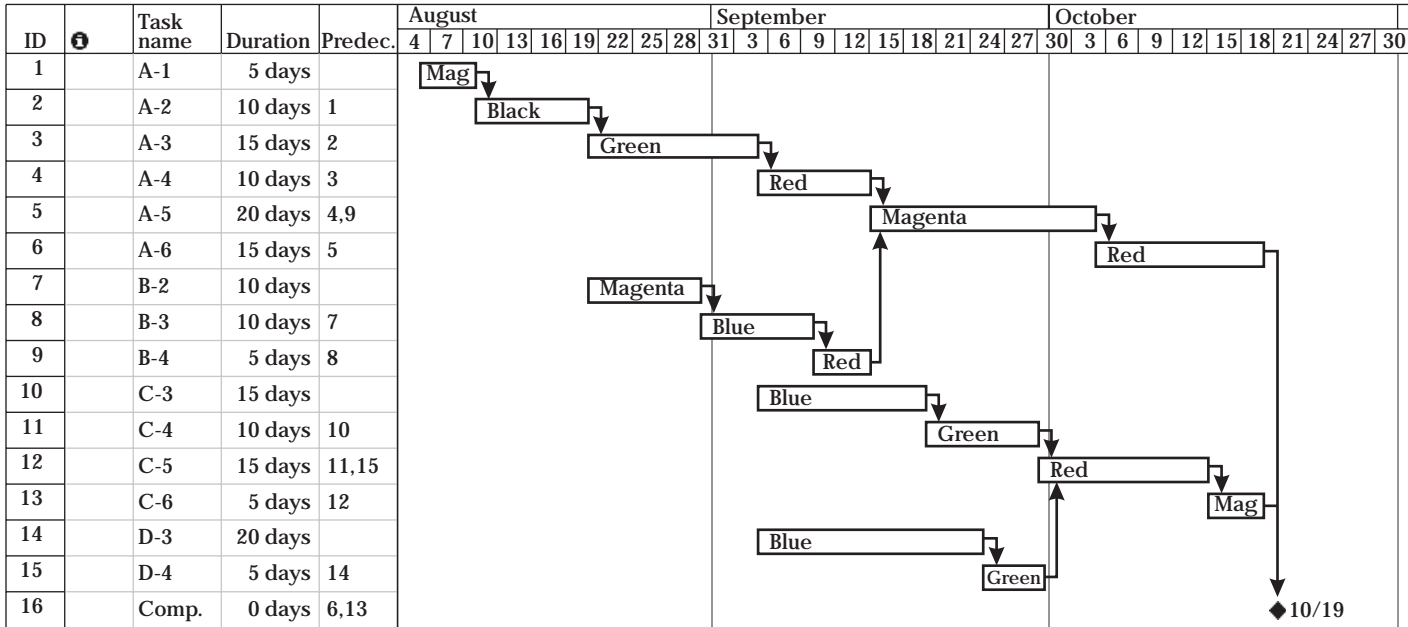 August September October
ID Task name Duration Predec. 4 7 10 13 16 19 22 25 28 31 3 6 9 12 15 18 21 24 27 30 3 6 9 12 15 18 21 24 27 30
1 A-1 5 days Mag
2 A-2 10 days 1 Black
3 A-3 15 days 2 Green
4 A-4 10 days 3 Red
5 A-5 20 days 4,9 Magenta
6 A-6 15 days 5 Red
7 B-2 10 days Magenta
8 B-3 10 days 7 Blue
9 B-4 5 days 8 Red
10 C-3 15 days Blue
11 C-4 10 days 10 Green
12 C-5 15 days 11,15 Red
13 C-6 5 days 12 Mag
14 D-3 20 days Blue
15 D-4 5 days 14 Green
16 Comp. 0 days 6,13 10/19